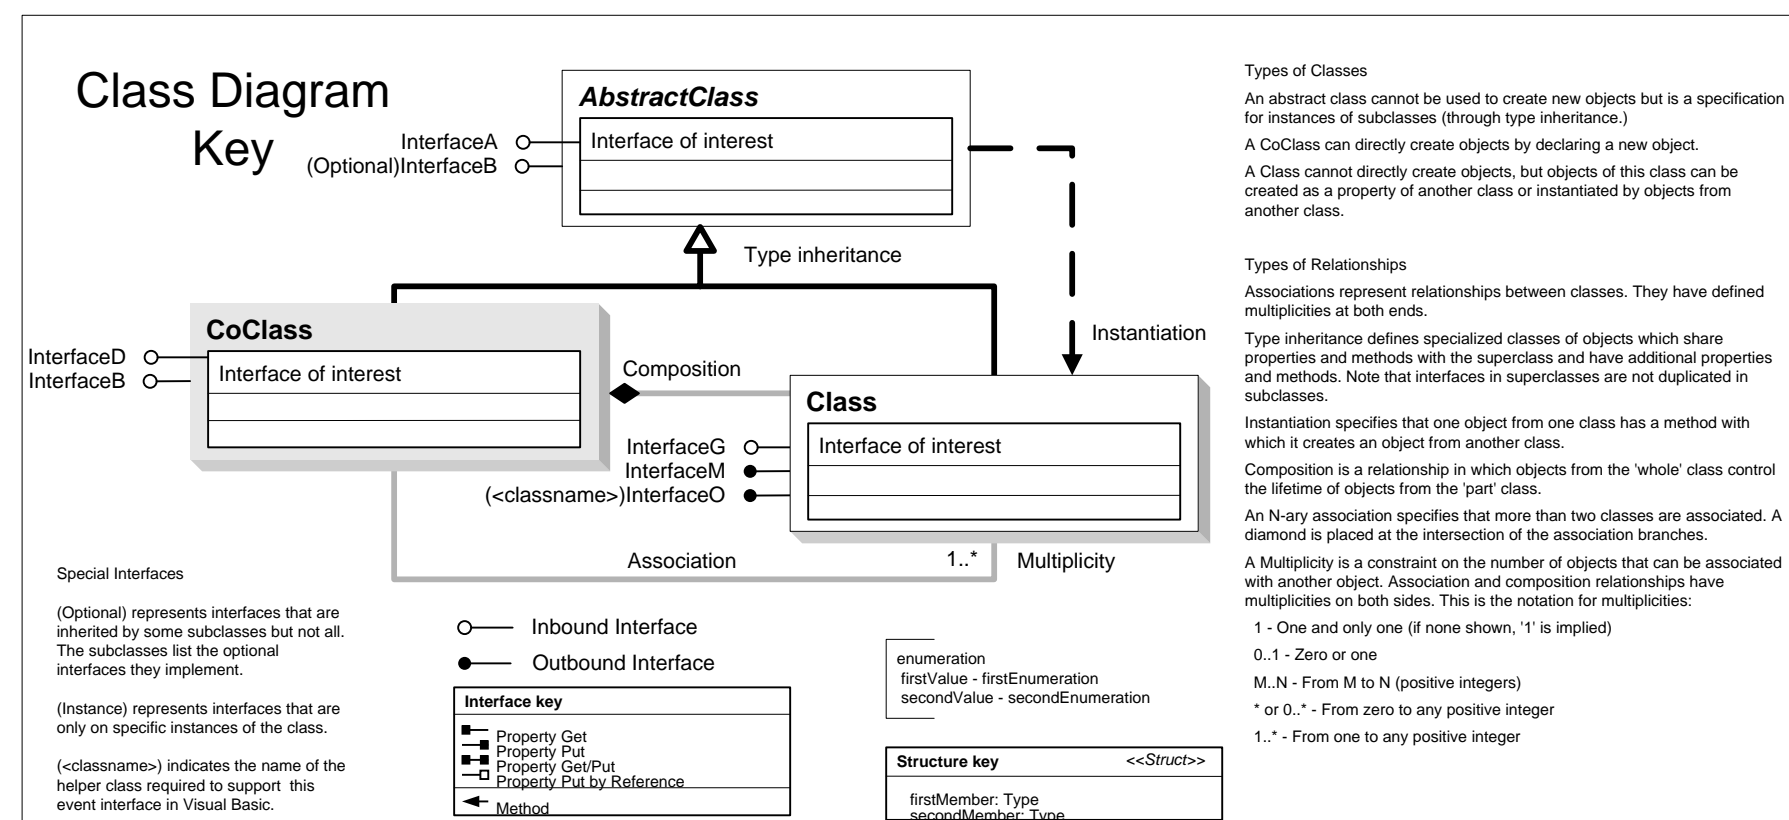 Class Diagram
Key
AbstractClass
Interface of interest
InterfaceA
(Optional)InterfaceB
Type inheritance
Instantiation
CoClass
Interface of interest
InterfaceD
InterfaceB
Composition
Class
Interface of interest
InterfaceG
InterfaceM
(<classname>)InterfaceO
Association
1..*
Multiplicity
Special Interfaces
(Optional) represents interfaces that are
inherited by some subclasses but not all.
The subclasses list the optional
interfaces they implement.
(Instance) represents interfaces that are
only on specific instances of the class.
(<classname>) indicates the name of the
helper class required to support this
event interface in Visual Basic.
Inbound Interface
Outbound Interface
Interface key
Property Get
Property Put
Property Get/Put
Property Put by Reference
Method
enumeration
firstValue - firstEnumeration
secondValue - secondEnumeration
Structure key <<Struct>>
firstMember: Type
secondMember: Type
Types of Classes
An abstract class cannot be used to create new objects but is a specification
for instances of subclasses (through type inheritance.)
A CoClass can directly create objects by declaring a new object.
A Class cannot directly create objects, but objects of this class can be
created as a property of another class or instantiated by objects from
another class.
Types of Relationships
Associations represent relationships between classes. They have defined
multiplicities at both ends.
Type inheritance defines specialized classes of objects which share
properties and methods with the superclass and have additional properties
and methods. Note that interfaces in superclasses are not duplicated in
subclasses.
Instantiation specifies that one object from one class has a method with
which it creates an object from another class.
Composition is a relationship in which objects from the 'whole' class control
the lifetime of objects from the 'part' class.
An N-ary association specifies that more than two classes are associated. A
diamond is placed at the intersection of the association branches.
A Multiplicity is a constraint on the number of objects that can be associated
with another object. Association and composition relationships have
multiplicities on both sides. This is the notation for multiplicities:
1 - One and only one (if none shown, '1' is implied)
0..1 - Zero or one
M..N - From M to N (positive integers)
* or 0..* - From zero to any positive integer
1..* - From one to any positive integer